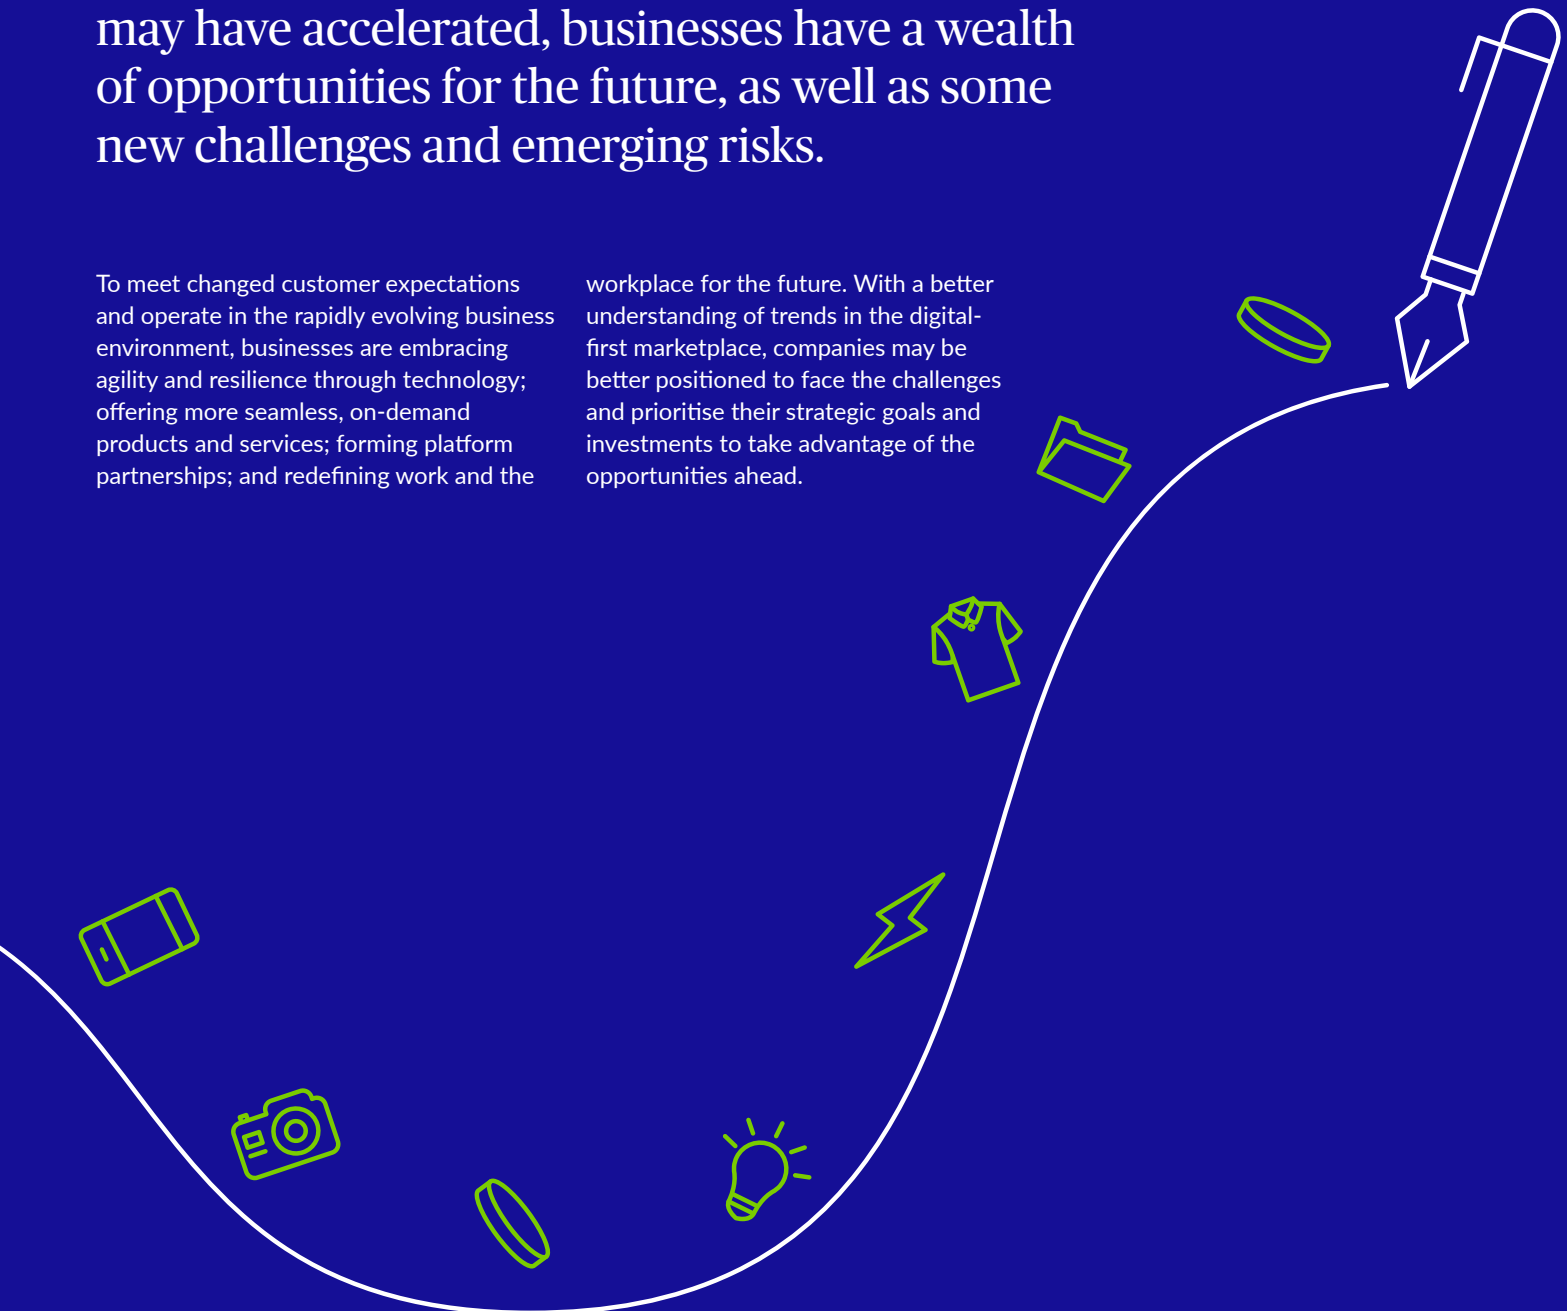 may have accelerated, businesses have a wealth
of opportunities for the future, as well as some
new challenges and emerging risks.
To meet changed customer expectations
and operate in the rapidly evolving business
environment, businesses are embracing
agility and resilience through technology;
offering more seamless, on-demand
products and services; forming platform
partnerships; and redefining work and the
workplace for the future. With a better
understanding of trends in the digital-
first marketplace, companies may be
better positioned to face the challenges
and prioritise their strategic goals and
investments to take advantage of the
opportunities ahead.